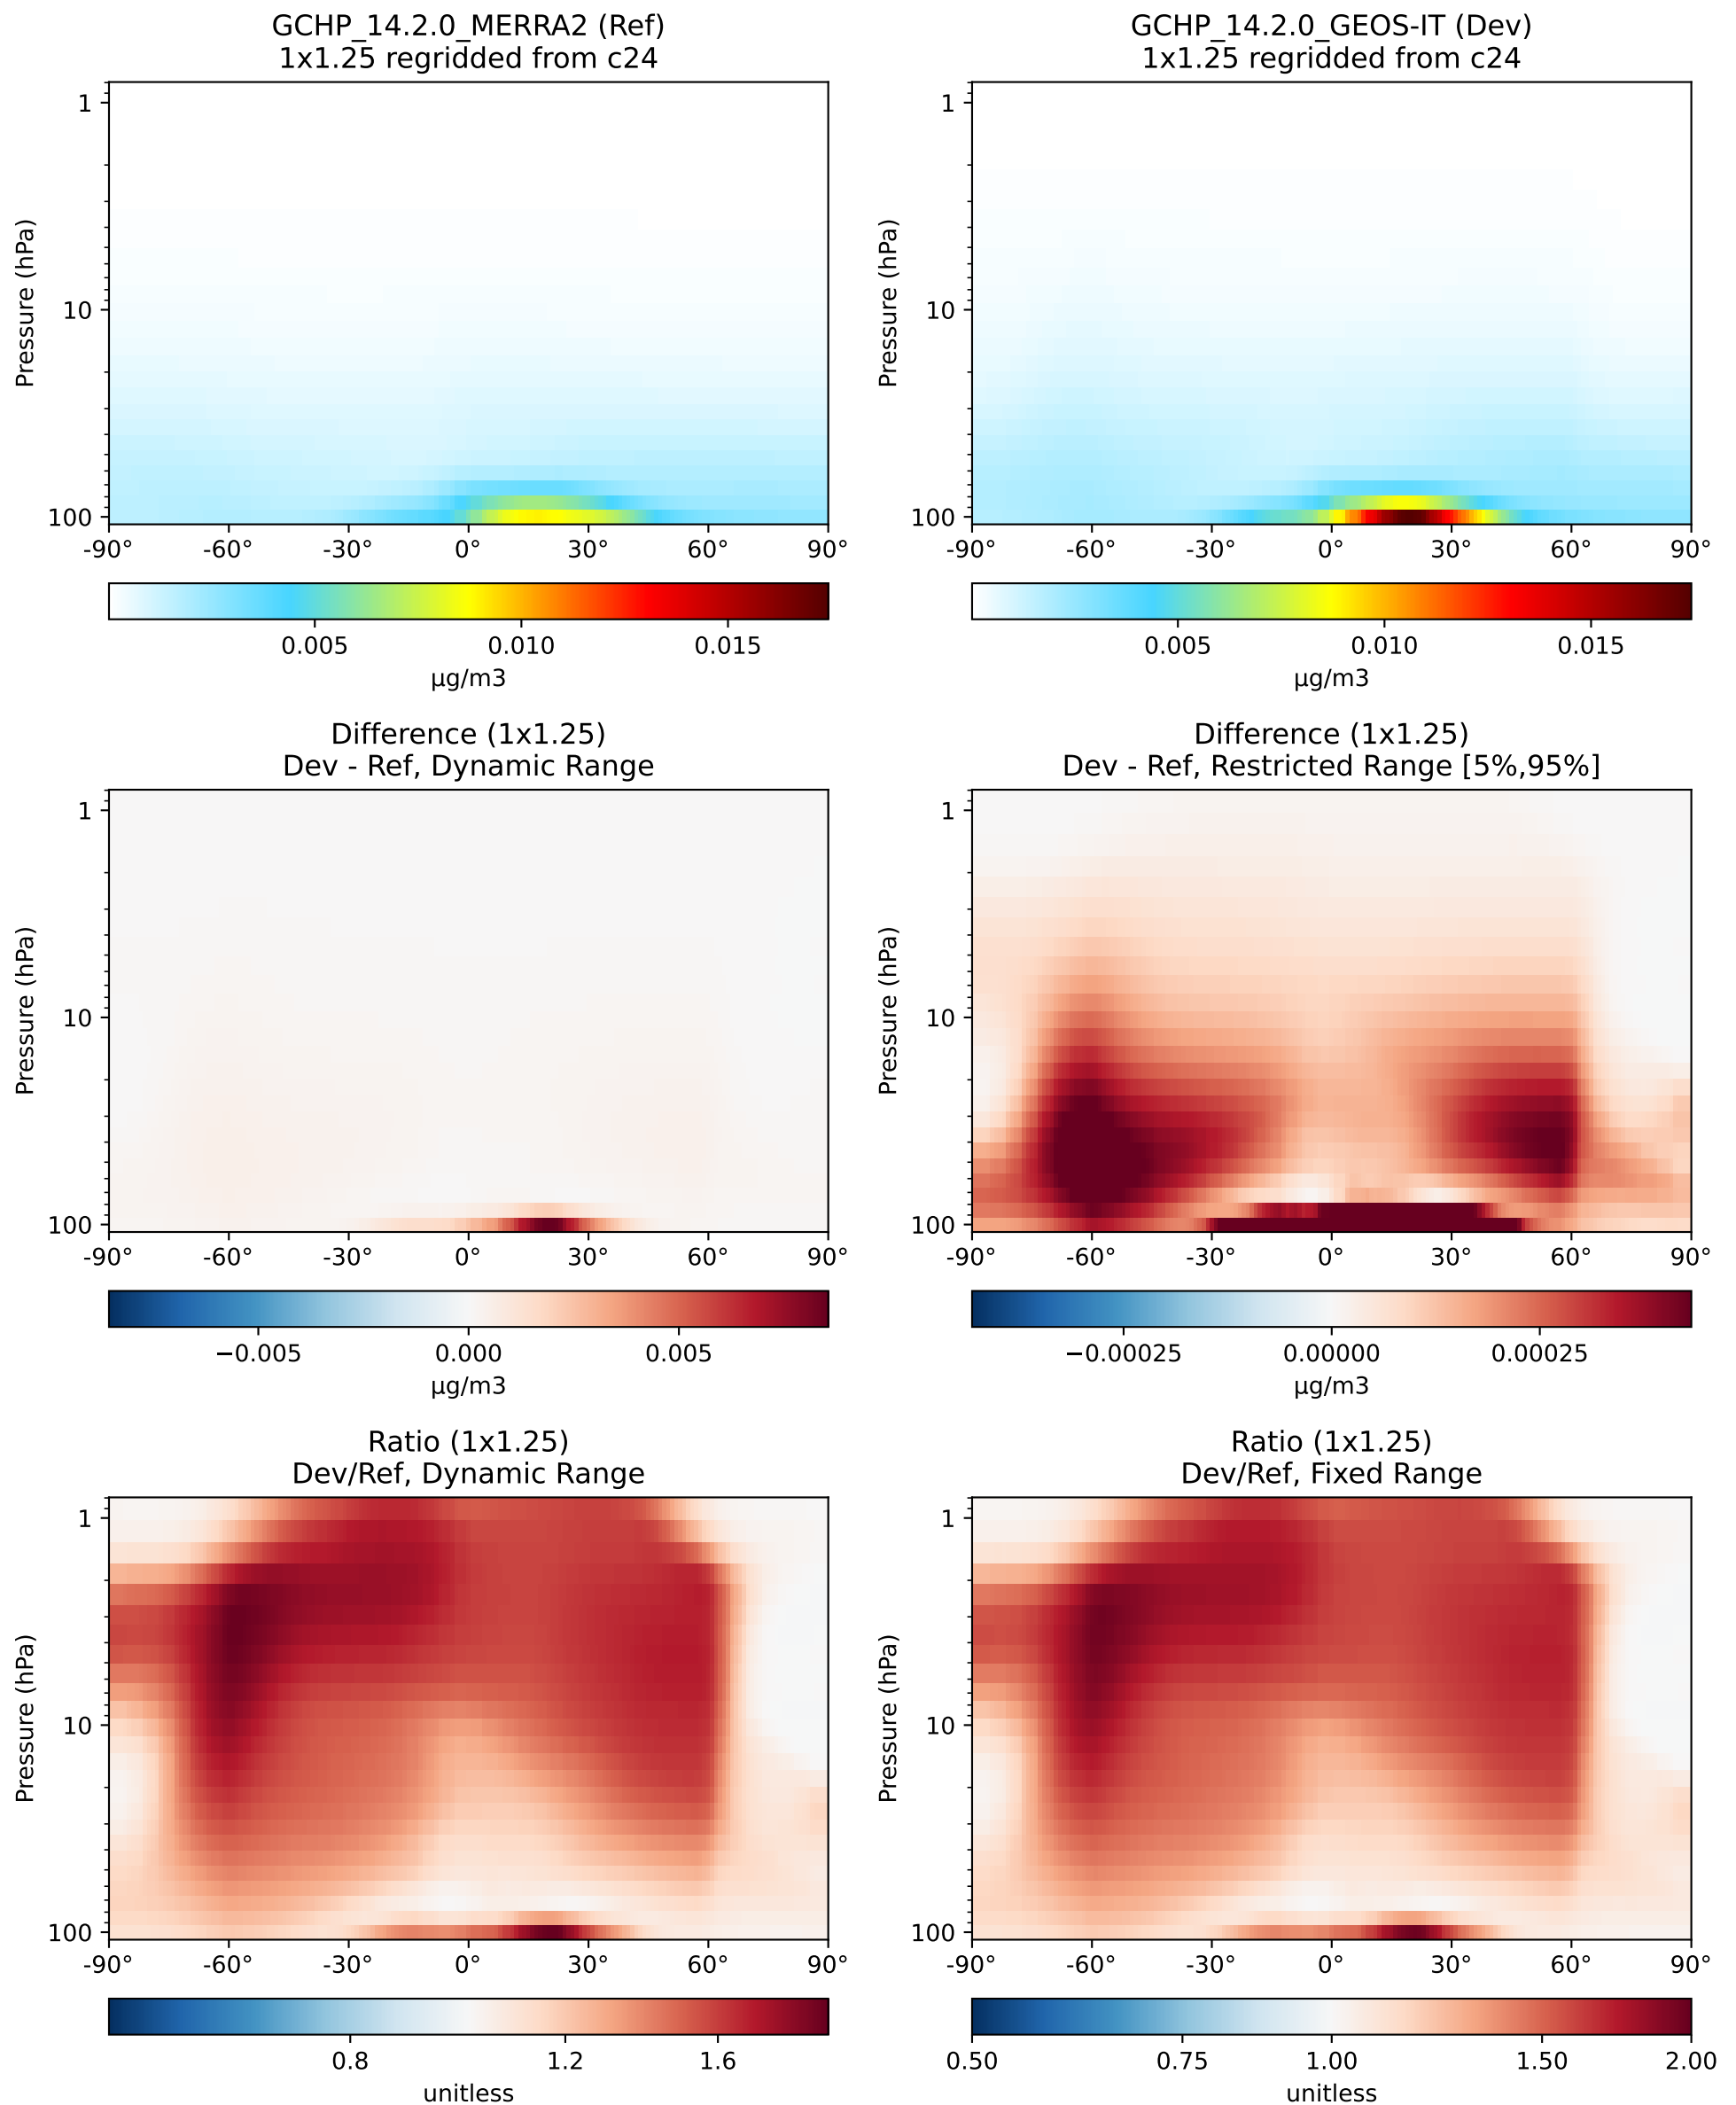 GCHP_14.2.0_MERRA2 (Ref)
1x1.25 regridded from c24
Pressure (hPa)
1
10
100
-90° -60° -30° 0° 30° 60° 90°
0.005 0.010 0.015
µg/m3
GCHP_14.2.0_GEOS-IT (Dev)
1x1.25 regridded from c24
Pressure (hPa)
1
10
100
-90° -60° -30° 0° 30° 60° 90°
0.005 0.010 0.015
µg/m3
Difference (1x1.25)
Dev - Ref, Dynamic Range
Pressure (hPa)
1
10
100
-90° -60° -30° 0° 30° 60° 90°
−0.005 0.000 0.005
µg/m3
Difference (1x1.25)
Dev - Ref, Restricted Range [5%,95%]
Pressure (hPa)
1
10
100
-90° -60° -30° 0° 30° 60° 90°
−0.00025 0.00000 0.00025
µg/m3
Ratio (1x1.25)
Dev/Ref, Dynamic Range
Pressure (hPa)
1
10
100
-90° -60° -30° 0° 30° 60° 90°
0.8 1.2 1.6
unitless
Ratio (1x1.25)
Dev/Ref, Fixed Range
Pressure (hPa)
1
10
100
-90° -60° -30° 0° 30° 60° 90°
0.50 0.75 1.00 1.50 2.00
unitless